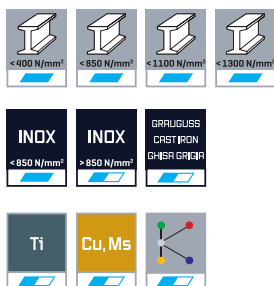 <400 N/mm²
<850 N/mm²
<1100 N/mm²
<1300 N/mm²
INOX
<850 N/mm²
INOX
>850 N/mm²
GRAUGUSS
CAST IRON
GHISA GRIGIA
Ti
Cu, Ms